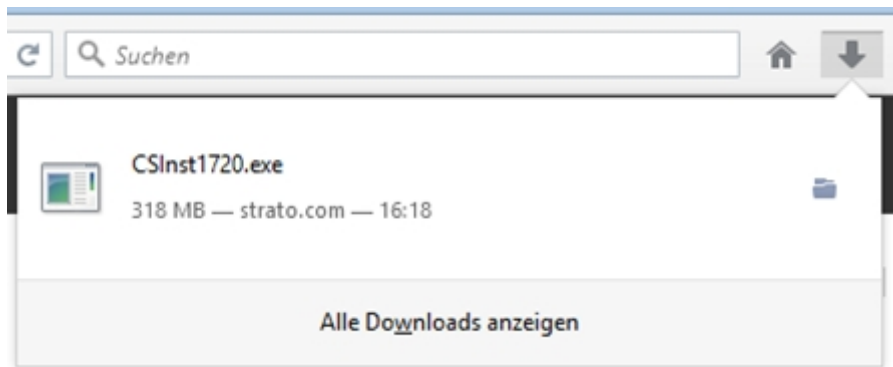 Suchen
CSInst1720.exe
318 MB — strato.com — 16:18
Alle Downloads anzeigen